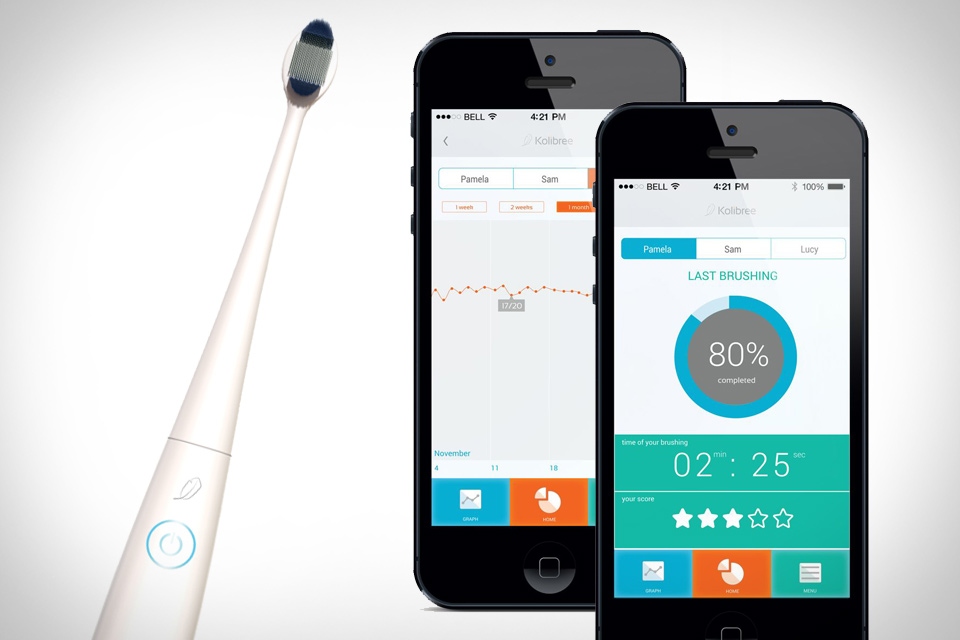 BELL
4:21 PM
Kolibree
Pamela
Sam
1 week
2 weeks
1 month
17/20
November
4
11
18
GRAPH
HOME
BELL
4:21 PM
100%
Kolibree
Pamela
Sam
Lucy
LAST BRUSHING
80%
completed
time of your brushing
02 min : 25 sec
your score
GRAPH
HOME
MENU